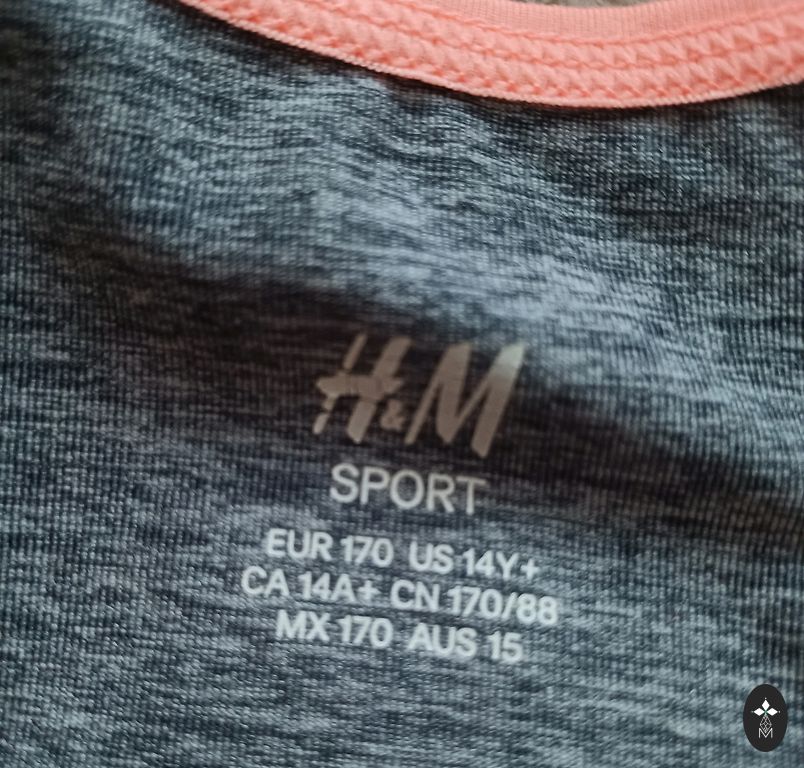 H&M
SPORT
EUR 170 US 14Y+
CA 14A+ CN 170/88
MX 170 AUS 15
M